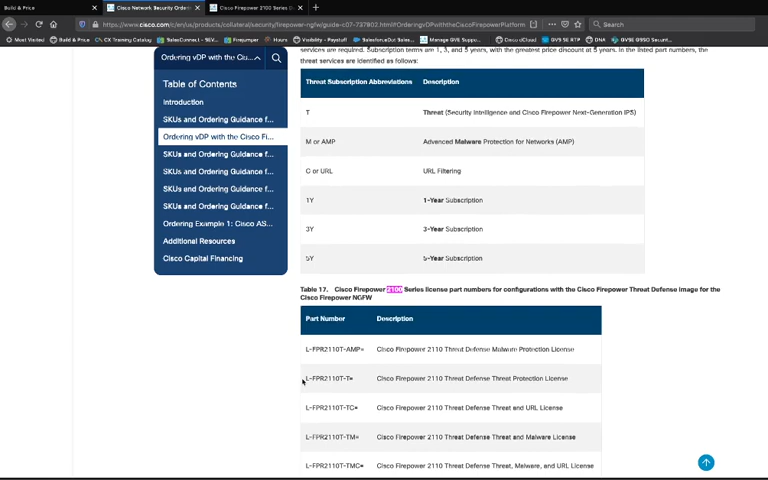 Build & Price
Cisco Network Security Orderin
Cisco Firepower 2100 Series
Build & Price
https://www.cisco.com/c/en/us/products/collateral/security/firepower-ngfw/guide-c07-737902.html#OrderingvDPwiththeCiscoFirepowerPlatform
Search
Most Visited
Build & Price
CX Training Catalog
Firejumper
Hours
Visibility - Paystuff
Manage GVE Suppo...
Cisco dCloud
GVS SE RTP
DNA
services are required. Subscription terms are 1, 3, and 5 years, with the greatest price discount at 5 years. In the listed part numbers, the
threat services are identified as follows:
Ordering vDP with the Cis...
Table of Contents
Introduction
SKUs and Ordering Guidance f...
Ordering vDP with the Cisco Fi...
SKUs and Ordering Guidance f...
SKUs and Ordering Guidance f...
SKUs and Ordering Guidance f...
SKUs and Ordering Guidance f...
Ordering Example 1: Cisco AS...
Additional Resources
Cisco Capital Financing
Threat Subscription Abbreviations Description
T Threat (Security Intelligence and Cisco Firepower Next-Generation IPS)
M or AMP Advanced Malware Protection for Networks (AMP)
C or URL URL Filtering
1Y 1-Year Subscription
3Y 3-Year Subscription
5Y 5-Year Subscription
Table 17. Cisco Firepower 2100 Series license part numbers for configurations with the Cisco Firepower Threat Defense image for the
Cisco Firepower NGFW
Part Number Description
L-FPR2110T-AMP= Cisco Firepower 2110 Threat Defense Malware Protection License
L-FPR2110T-T= Cisco Firepower 2110 Threat Defense Threat Protection License
L-FPR2110T-TC= Cisco Firepower 2110 Threat Defense Threat and URL License
L-FPR2110T-TM= Cisco Firepower 2110 Threat Defense Threat and Malware License
L-FPR2110T-TMC= Cisco Firepower 2110 Threat Defense Threat, Malware, and URL License